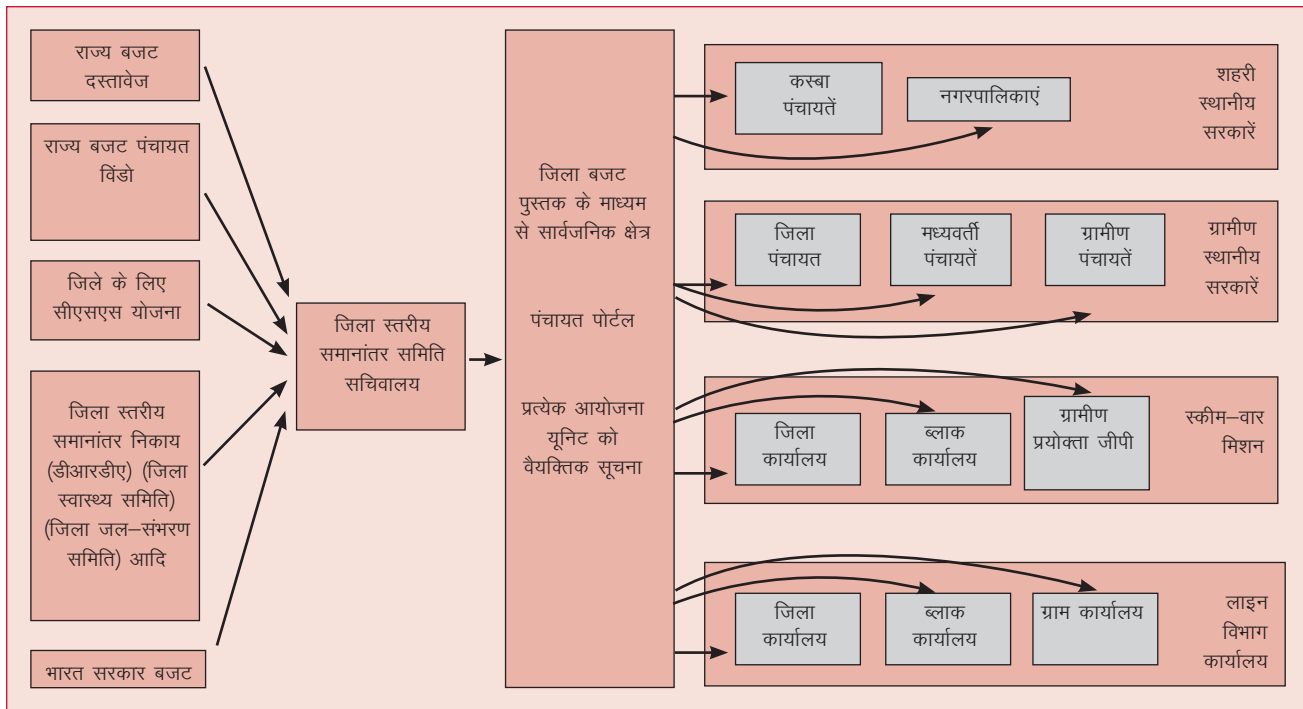 राज्य बजट
दस्तावेज
राज्य बजट पंचायत
विंडो
जिले के लिए
सीएसएस योजना
जिला स्तरीय
समानांतर निकाय
(डीआरडीए) (जिला
स्वास्थ्य समिति)
(जिला जल–संभरण
समिति) आदि
भारत सरकार बजट
जिला स्तरीय
समानांतर समिति
सचिवालय
जिला बजट
पुस्तक के माध्यम
से सार्वजनिक क्षेत्र
पंचायत पोर्टल
प्रत्येक आयोजना
यूनिट को
वैयक्तिक सूचना
कस्बा
पंचायतें
नगरपालिकाएं
शहरी
स्थानीय
सरकारें
जिला
पंचायत
मध्यवर्ती
पंचायतें
ग्रामीण
पंचायतें
ग्रामीण
स्थानीय
सरकारें
जिला
कार्यालय
ब्लाक
कार्यालय
ग्रामीण
प्रयोक्ता जीपी
स्कीम–वार
मिशन
जिला
कार्यालय
ब्लाक
कार्यालय
ग्राम कार्यालय
लाइन
विभाग
कार्यालय